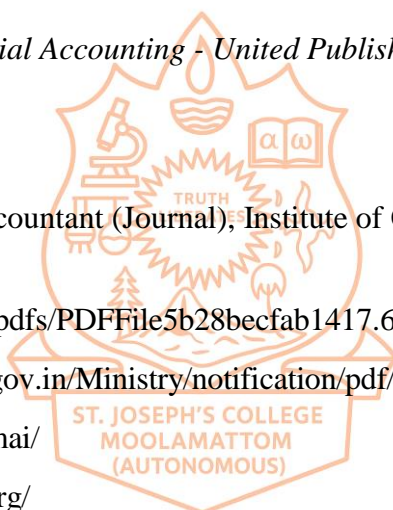 ial Accounting - United Publish
α ω
TRUTH
countant (Journal), Institute of
pdfs/PDFFile5b28becfab1417.6
gov.in/Ministry/notification/pdf/
ST. JOSEPH'S COLLEGE
nai/
MOOLAMATTOM
(AUTONOMOUS)
rg/